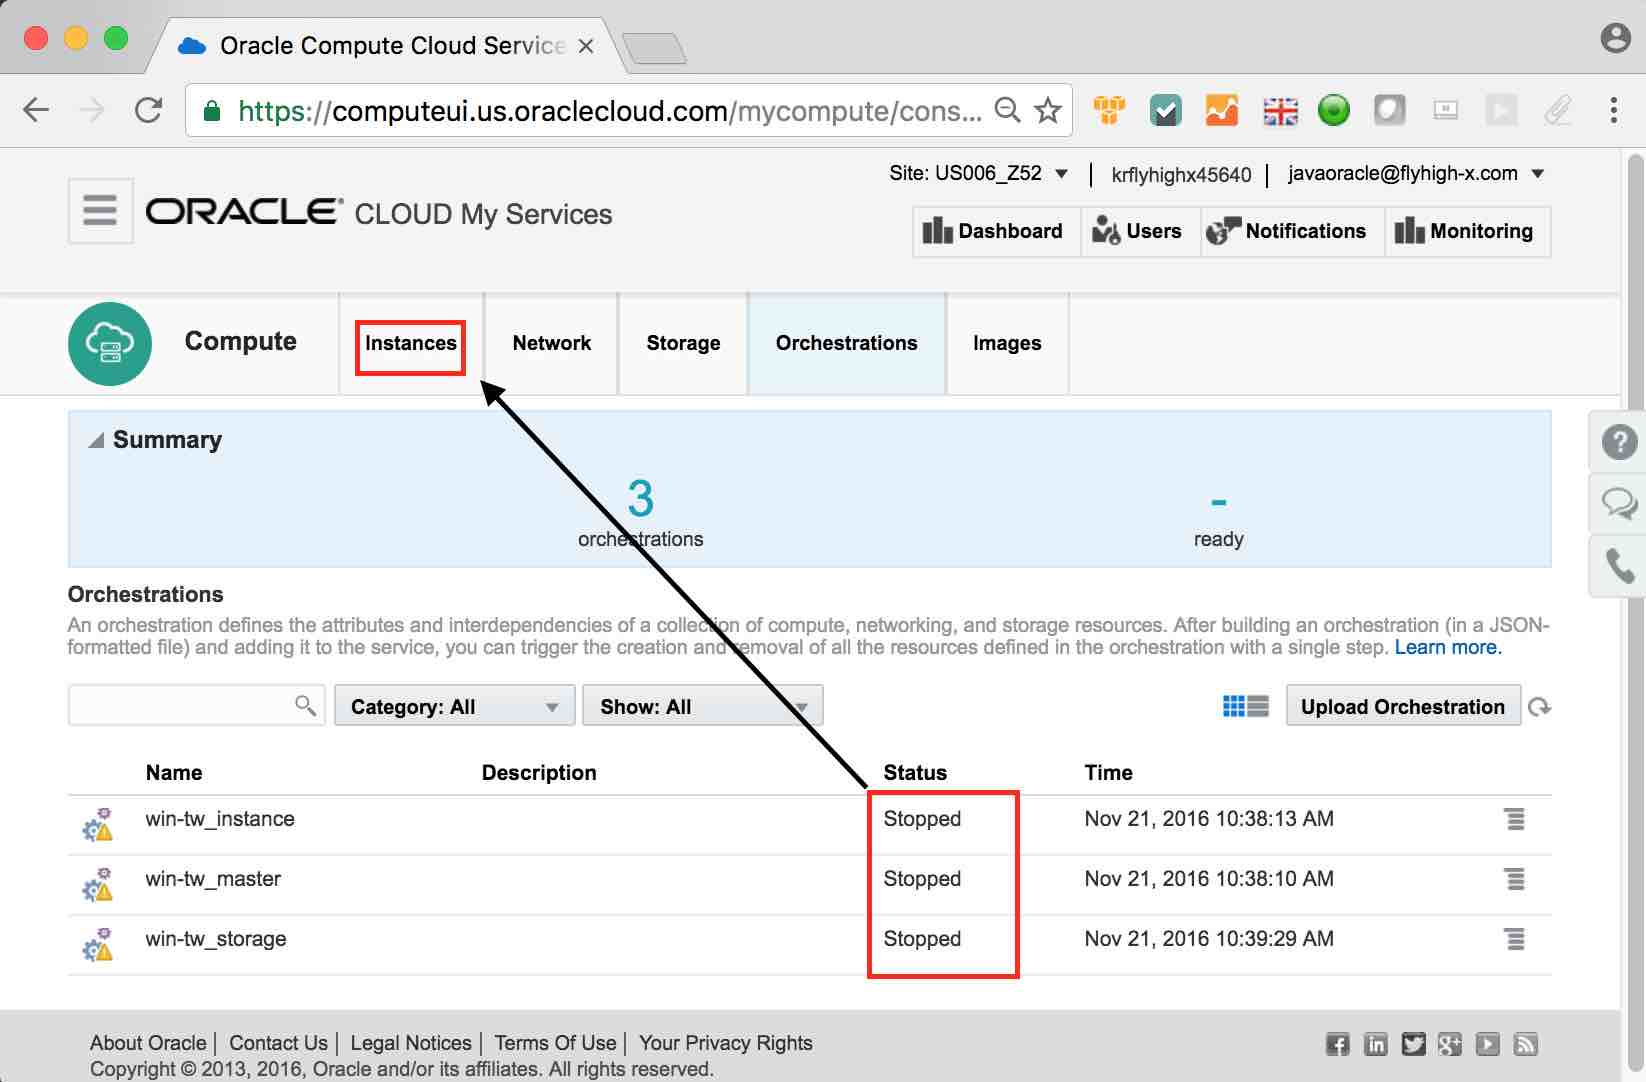 Oracle Compute Cloud Service
https://computeui.us.oraclecloud.com/mycompute/cons...
Site: US006_Z52 | krflyhighx45640 | javaoracle@flyhigh-x.com
ORACLE CLOUD My Services
Dashboard Users Notifications Monitoring
Compute Instances Network Storage Orchestrations Images
Summary
3 -
orchestrations ready
Orchestrations
An orchestration defines the attributes and interdependencies of a collection of compute, networking, and storage resources. After building an orchestration (in a JSON-
formatted file) and adding it to the service, you can trigger the creation and removal of all the resources defined in the orchestration with a single step. Learn more.
Category: All Show: All Upload Orchestration
Name Description Status Time
win-tw_instance Stopped Nov 21, 2016 10:38:13 AM
win-tw_master Stopped Nov 21, 2016 10:38:10 AM
win-tw_storage Stopped Nov 21, 2016 10:39:29 AM
About Oracle | Contact Us | Legal Notices | Terms Of Use | Your Privacy Rights
Copyright © 2013, 2016, Oracle and/or its affiliates. All rights reserved.